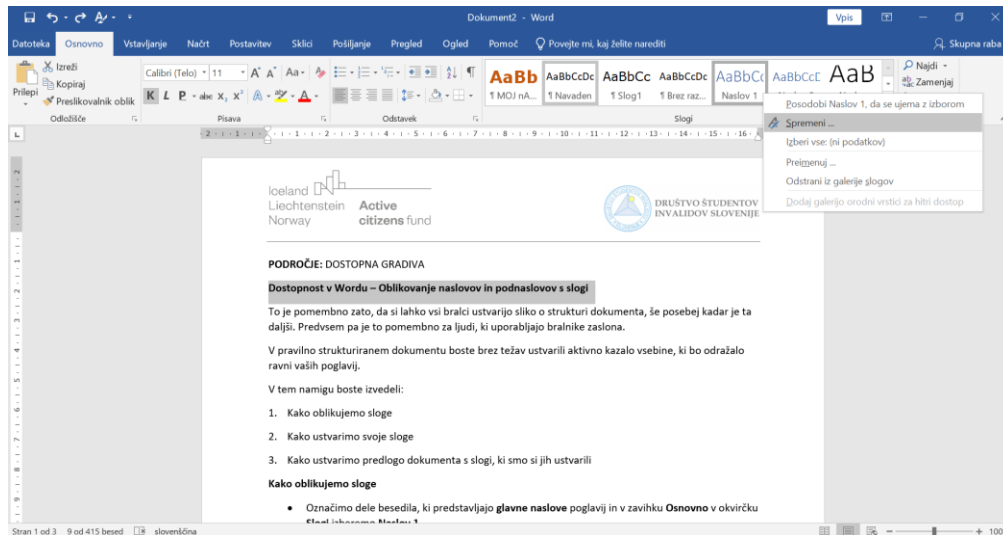 Dokument2 - Word
Vpis
Datoteka Osnovno Vstavljanje Načrt Postavitev Sklici Pošiljanje Pregled Ogled Pomoč Povejte mi, kaj želite narediti Skupna raba
Prilepi
Izreži
Kopiraj
Preslikovalnik oblik
Odložišče
Calibri (Telo) 11
K L P abc X₂ X²
Pisava
Odstavek
AaBb AaBbCcDc AaBbCc AaBbCcDc AaBbC AaBbCcC AaB
¶ MOJ nA... ¶ Navaden ¶ Slog1 ¶ Brez raz... Naslov 1
Slogi
Najdi
Zamenjaj
Posodobi Naslov 1, da se ujema z izborom
Spremeni ...
Izberi vse: (ni podatkov)
Preimenuj ...
Odstrani iz galerije slogov
Dodaj galerijo orodni vrstici za hitri dostop
Iceland
Liechtenstein Active
Norway citizens fund
DRUŠTVO ŠTUDENTOV
INVALIDOV SLOVENIJE
PODROČJE: DOSTOPNA GRADIVA
Dostopnost v Wordu – Oblikovanje naslovov in podnaslovov s slogi
To je pomembno zato, da si lahko vsi bralci ustvarijo sliko o strukturi dokumenta, še posebej kadar je ta
daljši. Predvsem pa je to pomembno za ljudi, ki uporabljajo bralnike zaslona.
V pravilno strukturiranem dokumentu boste brez težav ustvarili aktivno kazalo vsebine, ki bo odražalo
ravni vaših poglavij.
V tem namigu boste izvedeli:
1. Kako oblikujemo sloge
2. Kako ustvarimo svoje sloge
3. Kako ustvarimo predlogo dokumenta s slogi, ki smo si jih ustvarili
Kako oblikujemo sloge
• Označimo dele besedila, ki predstavljajo glavne naslove poglavij in v zavihku Osnovno v okvirčku
Slogi izberemo Naslov 1
Stran 1 od 3 9 od 415 besed slovenščina
100